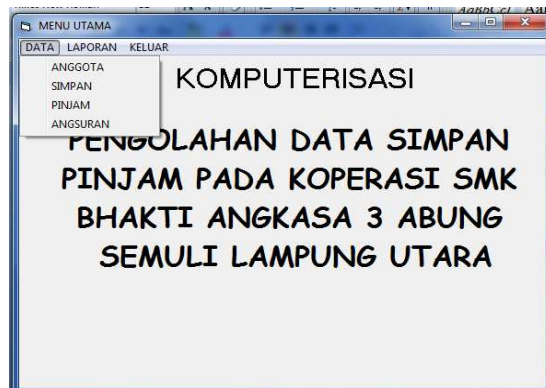 MENU UTAMA
DATA LAPORAN KELUAR
ANGGOTA
SIMPAN
PINJAM
ANGSURAN
KOMPUTERISASI
PENGOLAHAN DATA SIMPAN
PINJAM PADA KOPERASI SMK
BHAKTI ANGKASA 3 ABUNG
SEMULI LAMPUNG UTARA